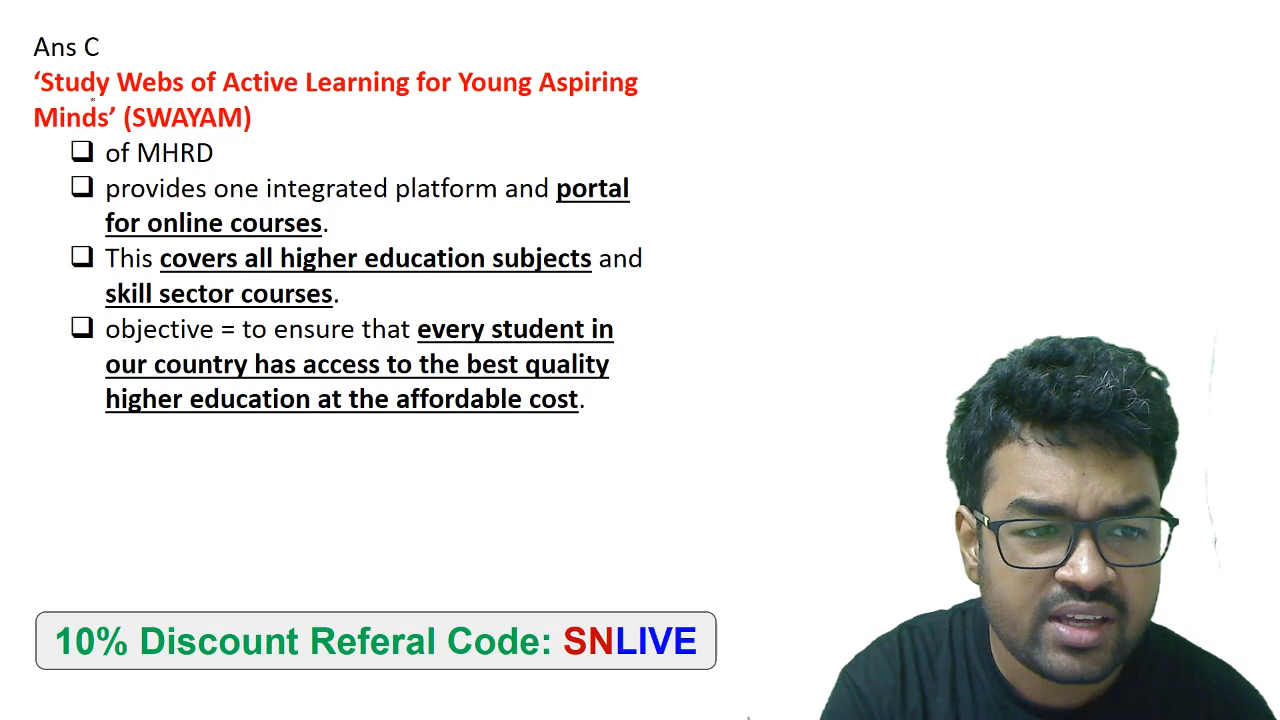 Ans C
‘Study Webs of Active Learning for Young Aspiring
Minds’ (SWAYAM)
❑ of MHRD
❑ provides one integrated platform and portal
for online courses.
❑ This covers all higher education subjects and
skill sector courses.
❑ objective = to ensure that every student in
our country has access to the best quality
higher education at the affordable cost.
10% Discount Referal Code: SNLIVE